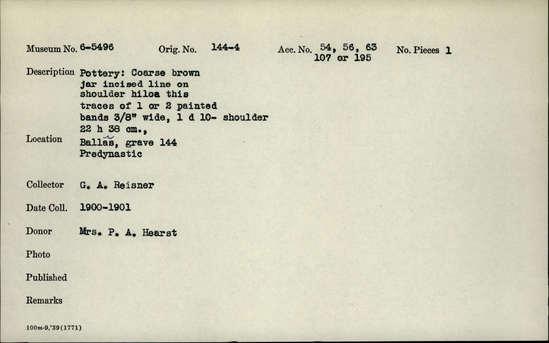 Museum No. 6-5496 Orig. No. 144-4 Acc. No. 54, 56, 63 No. Pieces 1
107 or 195
Description Pottery: Coarse brown
jar incised line on
shoulder hiloa this
traces of 1 or 2 painted
bands 3/8" wide, 1 d 10- shoulder
22 h 38 cm.,
Location Ballas, grave 144
Predynastic
Collector G. A. Reisner
Date Coll. 1900-1901
Donor Mrs. P. A. Hearst
Photo
Published
Remarks
100m-9,'39(1771)